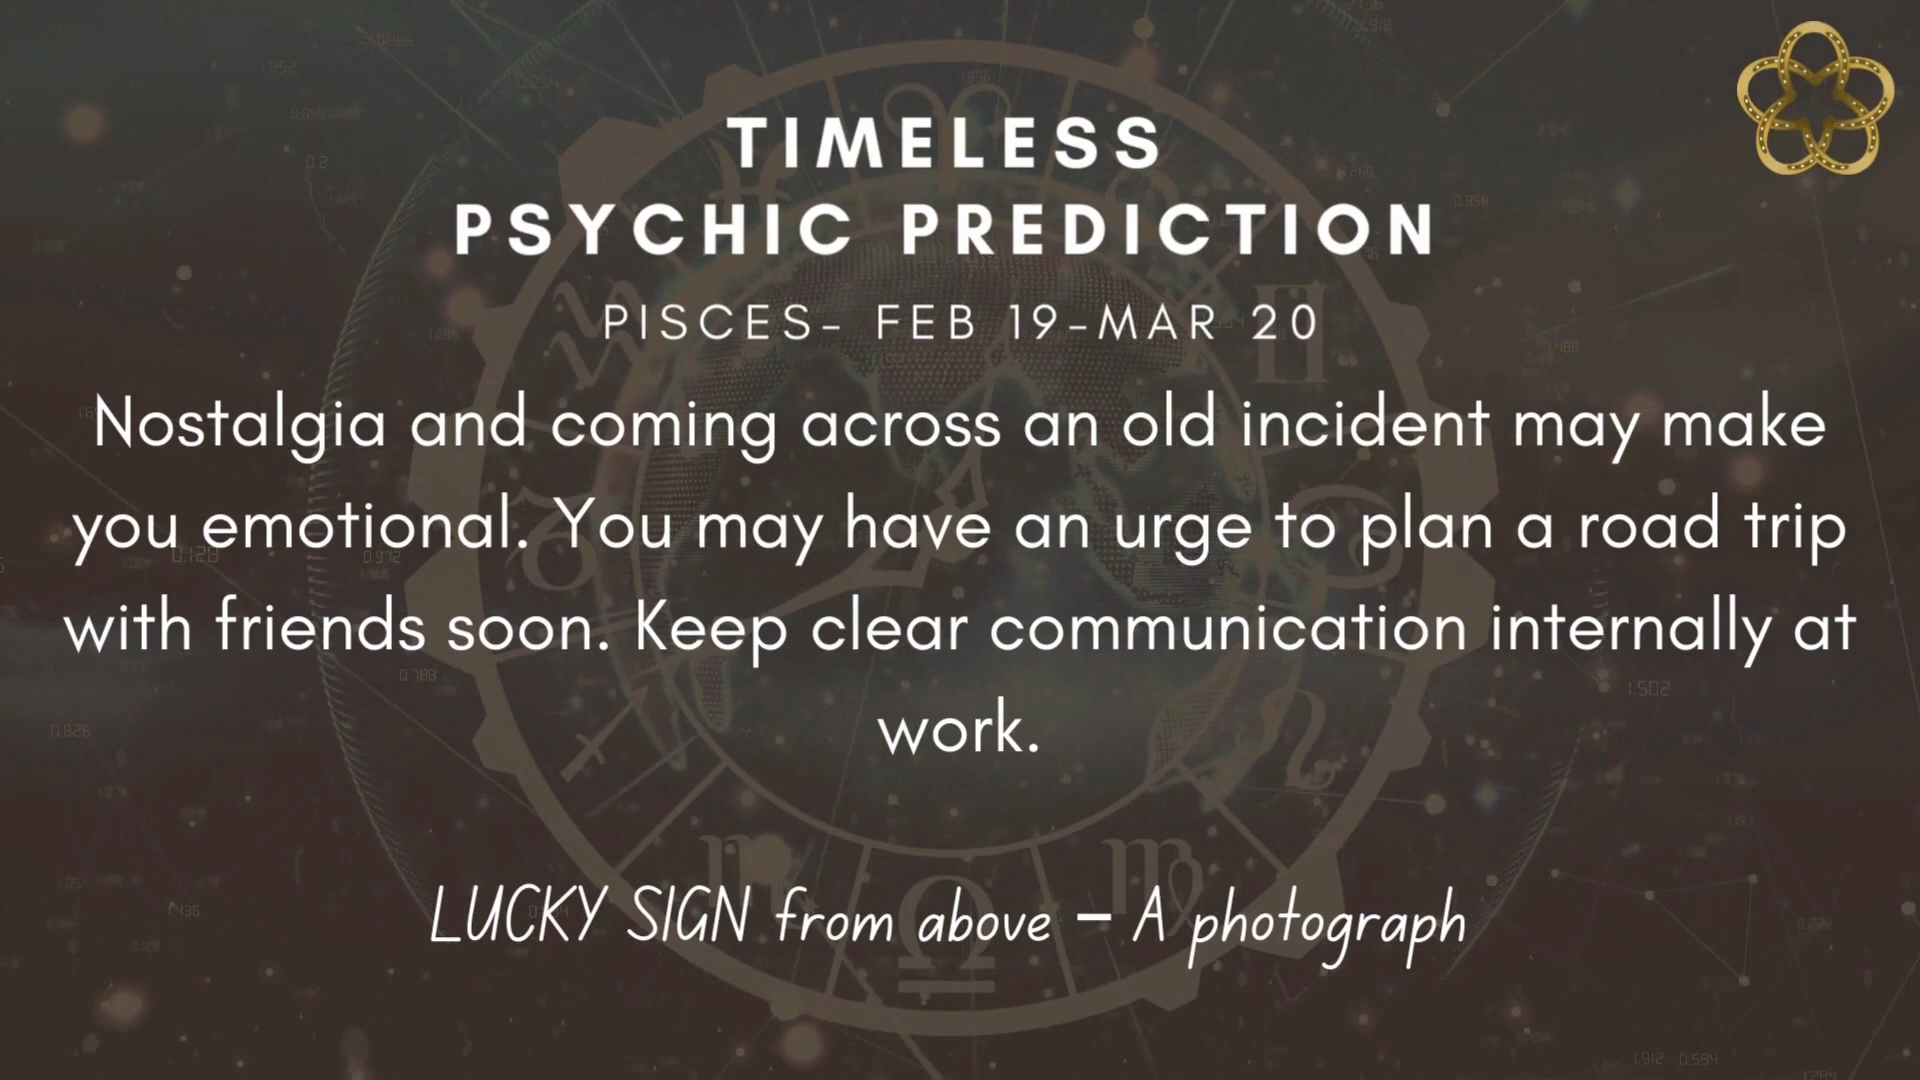 TIMELESS
PSYCHIC PREDICTION
PISCES- FEB 19-MAR 20
Nostalgia and coming across an old incident may make
you emotional. You may have an urge to plan a road trip
with friends soon. Keep clear communication internally at
work.
LUCKY SIGN from above – A photograph